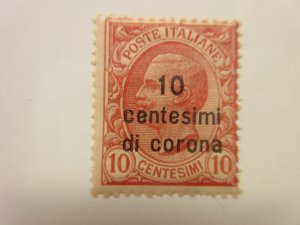 POSTE ITALIANE
10
centesimi
di corona
10 CENTESIMI 10